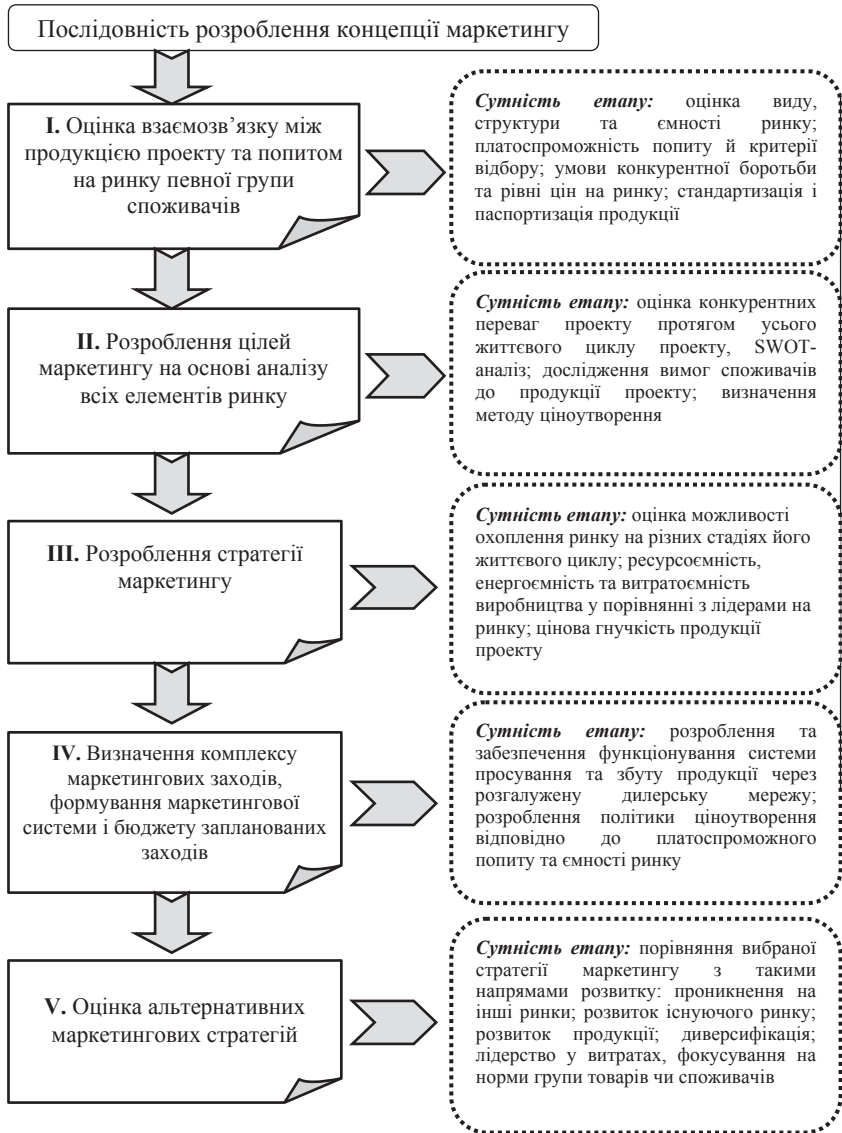 Послідовність розроблення концепції маркетингу
І. Оцінка взаємозв'язку між
продукцією проекту та попитом
на ринку певної групи
споживачів
Сутність етапу: оцінка виду,
структури та ємності ринку;
платоспроможність попиту й критерії
відбору; умови конкурентної боротьби
та рівні цін на ринку; стандартизація і
паспортизація продукції
ІІ. Розроблення цілей
маркетингу на основі аналізу
всіх елементів ринку
Сутність етапу: оцінка конкурентних
переваг проекту протягом усього
життєвого циклу проекту, SWOT-
аналіз; дослідження вимог споживачів
до продукції проекту; визначення
методу ціноутворення
ІІІ. Розроблення стратегії
маркетингу
Сутність етапу: оцінка можливості
охоплення ринку на різних стадіях його
життєвого циклу; ресурсоємність,
енергоємність та витратоємність
виробництва у порівнянні з лідерами на
ринку; цінова гнучкість продукції
проекту
IV. Визначення комплексу
маркетингових заходів,
формування маркетингової
системи і бюджету запланованих
заходів
Сутність етапу: розроблення та
забезпечення функціонування системи
просування та збуту продукції через
розгалужену дилерську мережу;
розроблення політики ціноутворення
відповідно до платоспроможного
попиту та ємності ринку
V. Оцінка альтернативних
маркетингових стратегій
Сутність етапу: порівняння вибраної
стратегії маркетингу з такими
напрямами розвитку: проникнення на
інші ринки; розвиток існуючого ринку;
розвиток продукції; диверсифікація;
лідерство у витратах, фокусування на
норми групи товарів чи споживачів